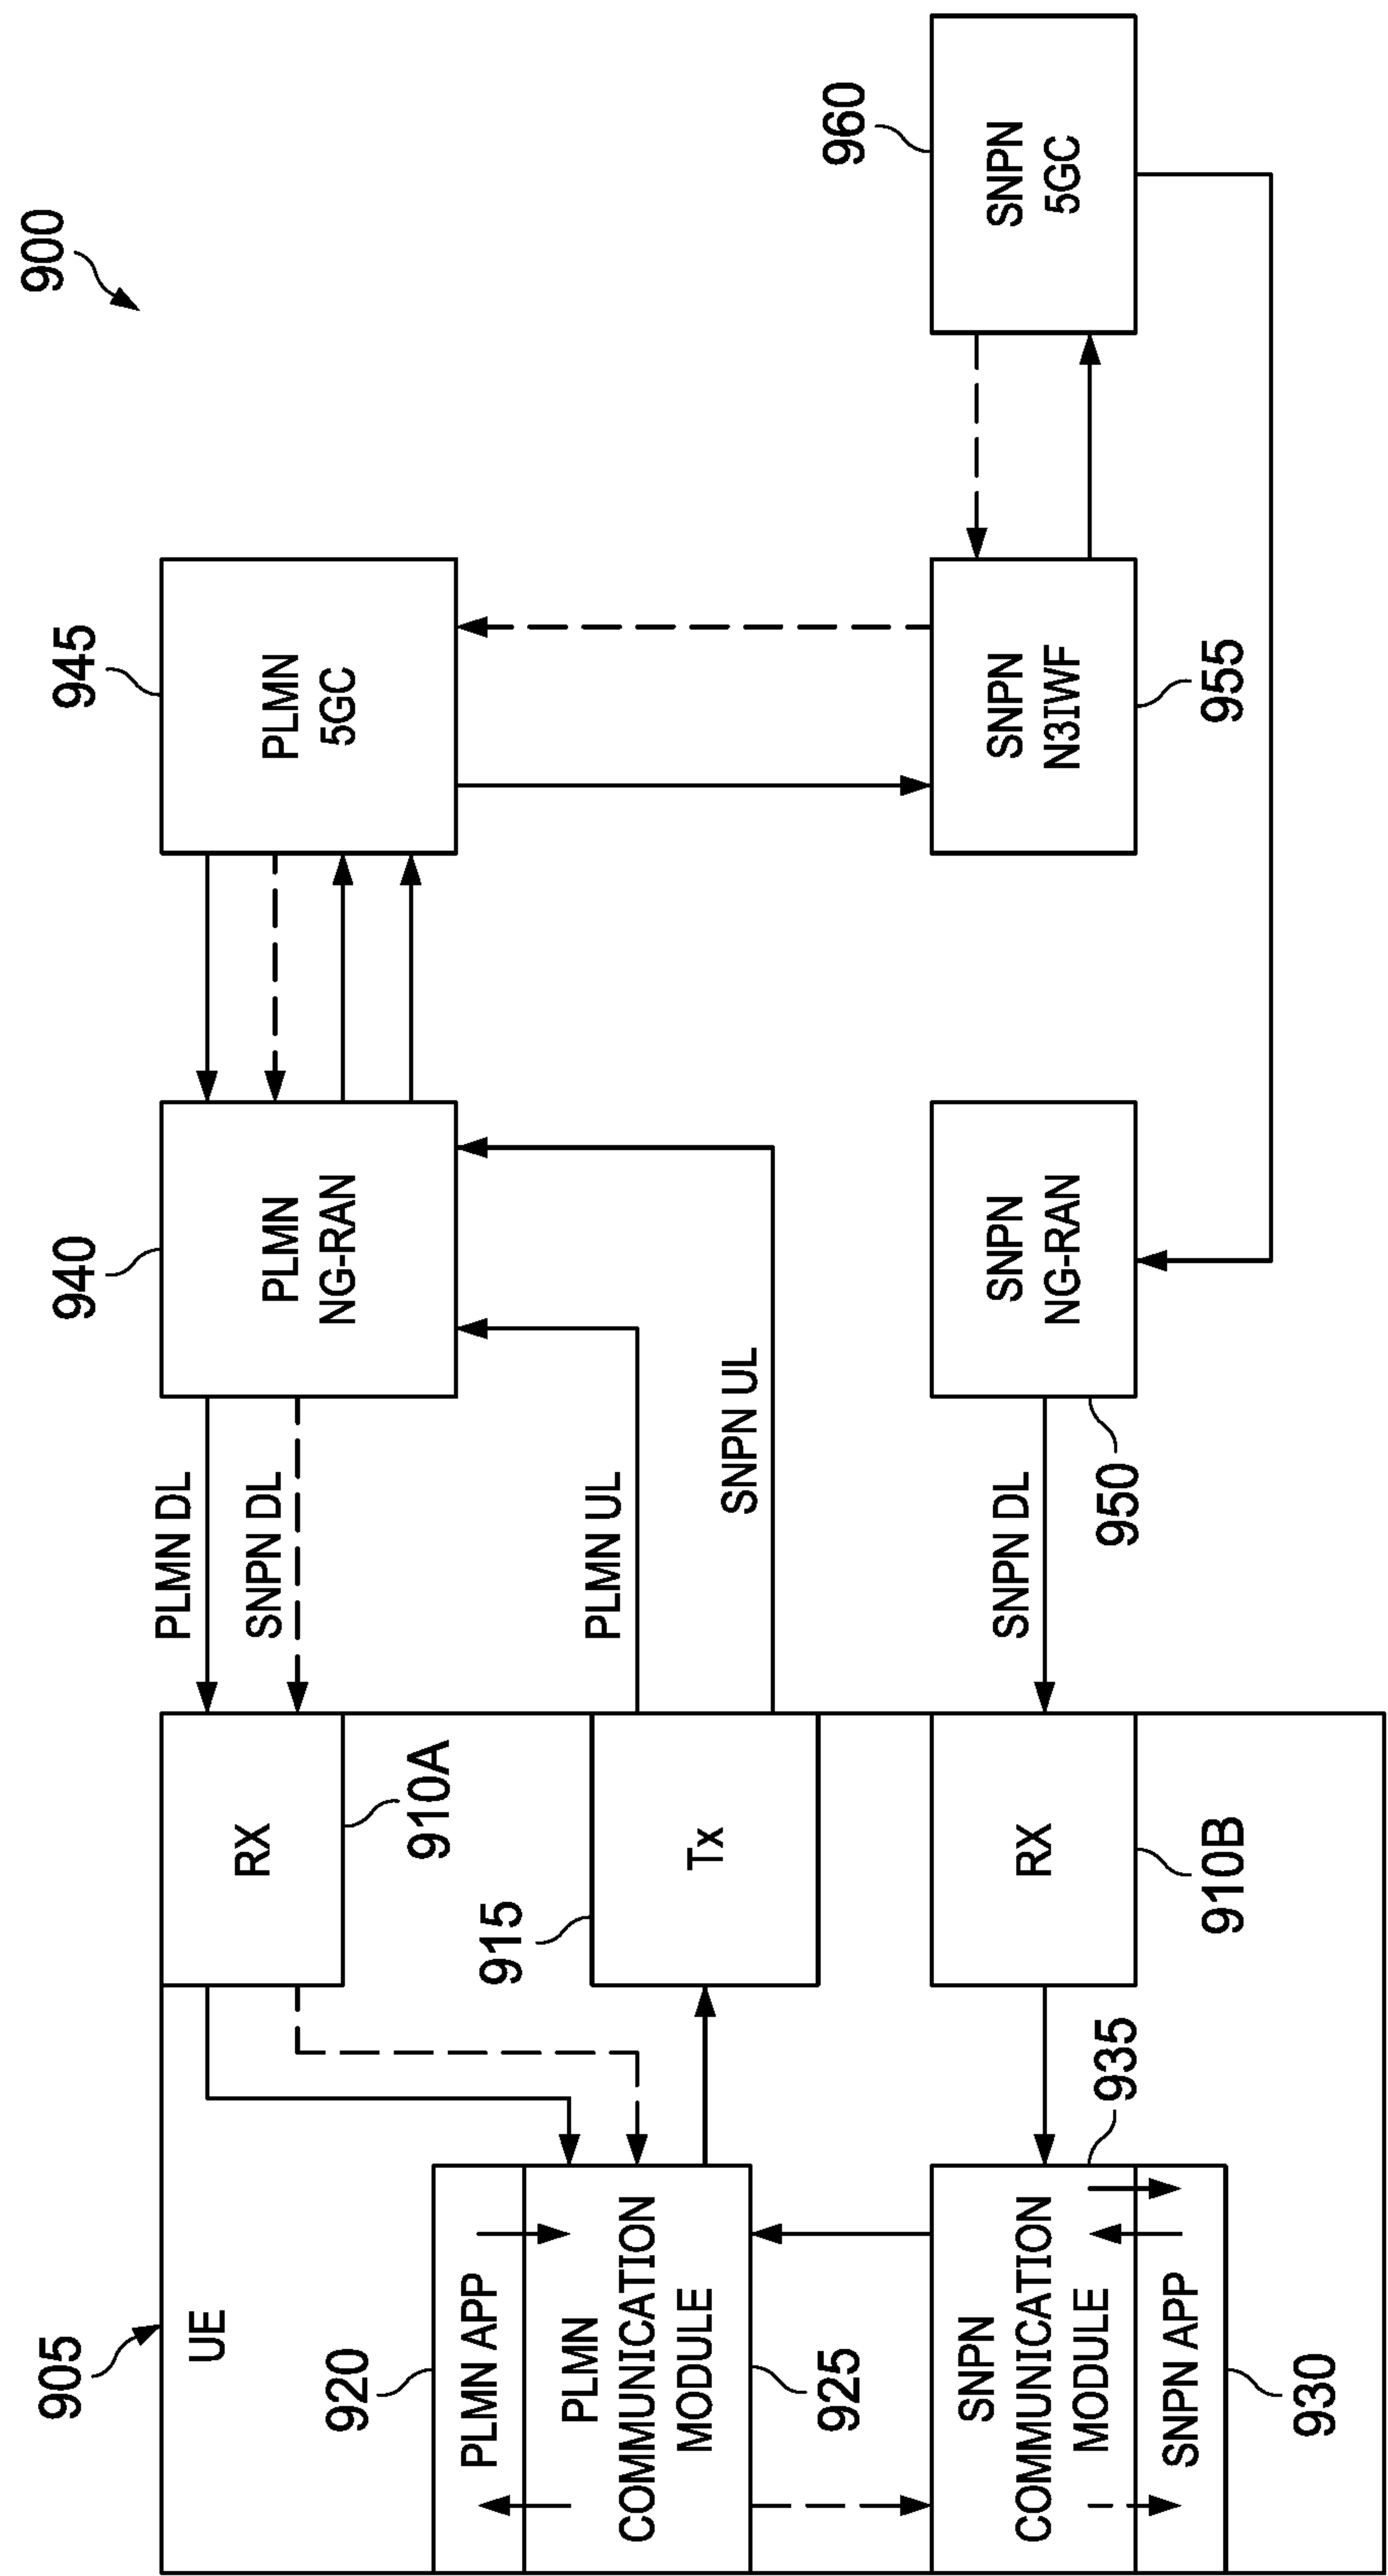 900
905
UE
920
PLMN APP
PLMN
COMMUNICATION
MODULE
925
SNPN
COMMUNICATION
MODULE
935
SNPN APP
930
RX
910A
915
Tx
RX
910B
PLMN DL
SNPN DL
PLMN UL
SNPN UL
SNPN DL
940
PLMN
NG-RAN
945
PLMN
5GC
SNPN
NG-RAN
950
SNPN
N3IWF
955
960
SNPN
5GC